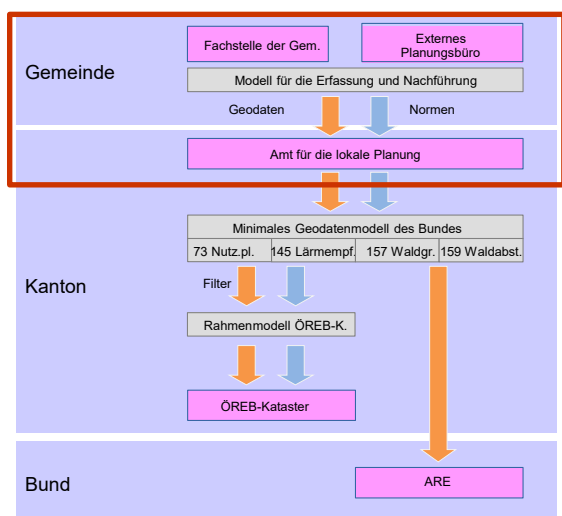 Gemeinde
Fachstelle der Gem.
Externes
Planungsbüro
Modell für die Erfassung und Nachführung
Geodaten
Normen
Amt für die lokale Planung
Kanton
Minimales Geodatenmodell des Bundes
73 Nutz.pl.
145 Lärmempf.
157 Waldgr.
159 Waldabst.
Filter
Rahmenmodell ÖREB-K.
ÖREB-Kataster
Bund
ARE